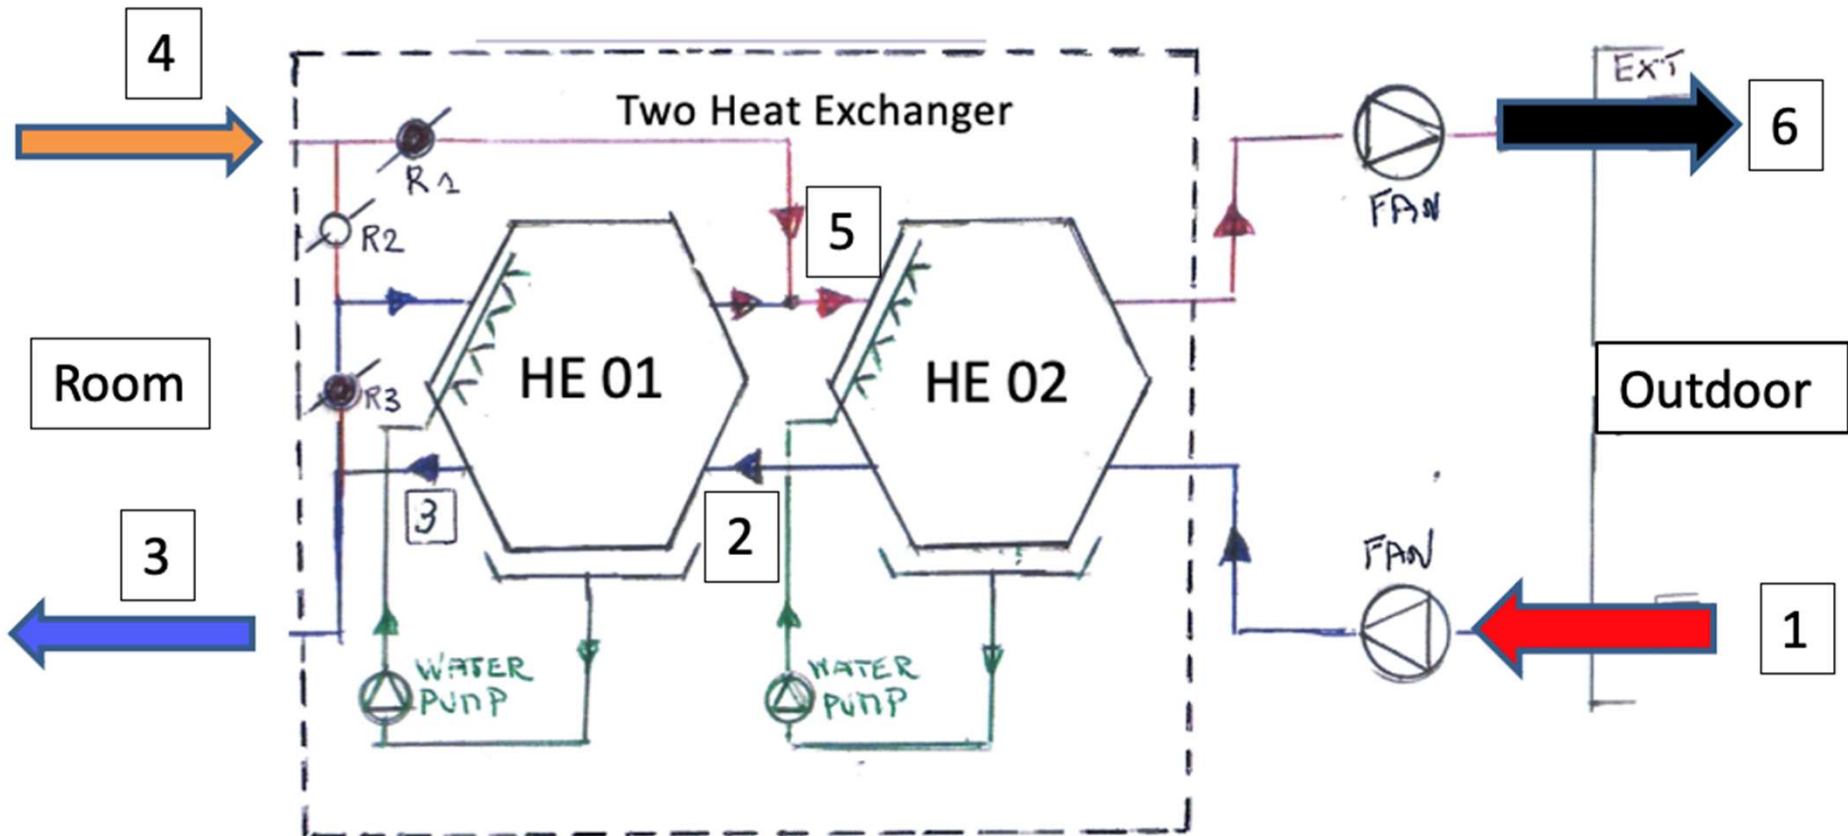 4
Two Heat Exchanger
EXT
6
R1
FAN
5
R2
HE 01
HE 02
Room
R3
Outdoor
3
2
FAN
3
1
WATER
PUMP
WATER
PUMP